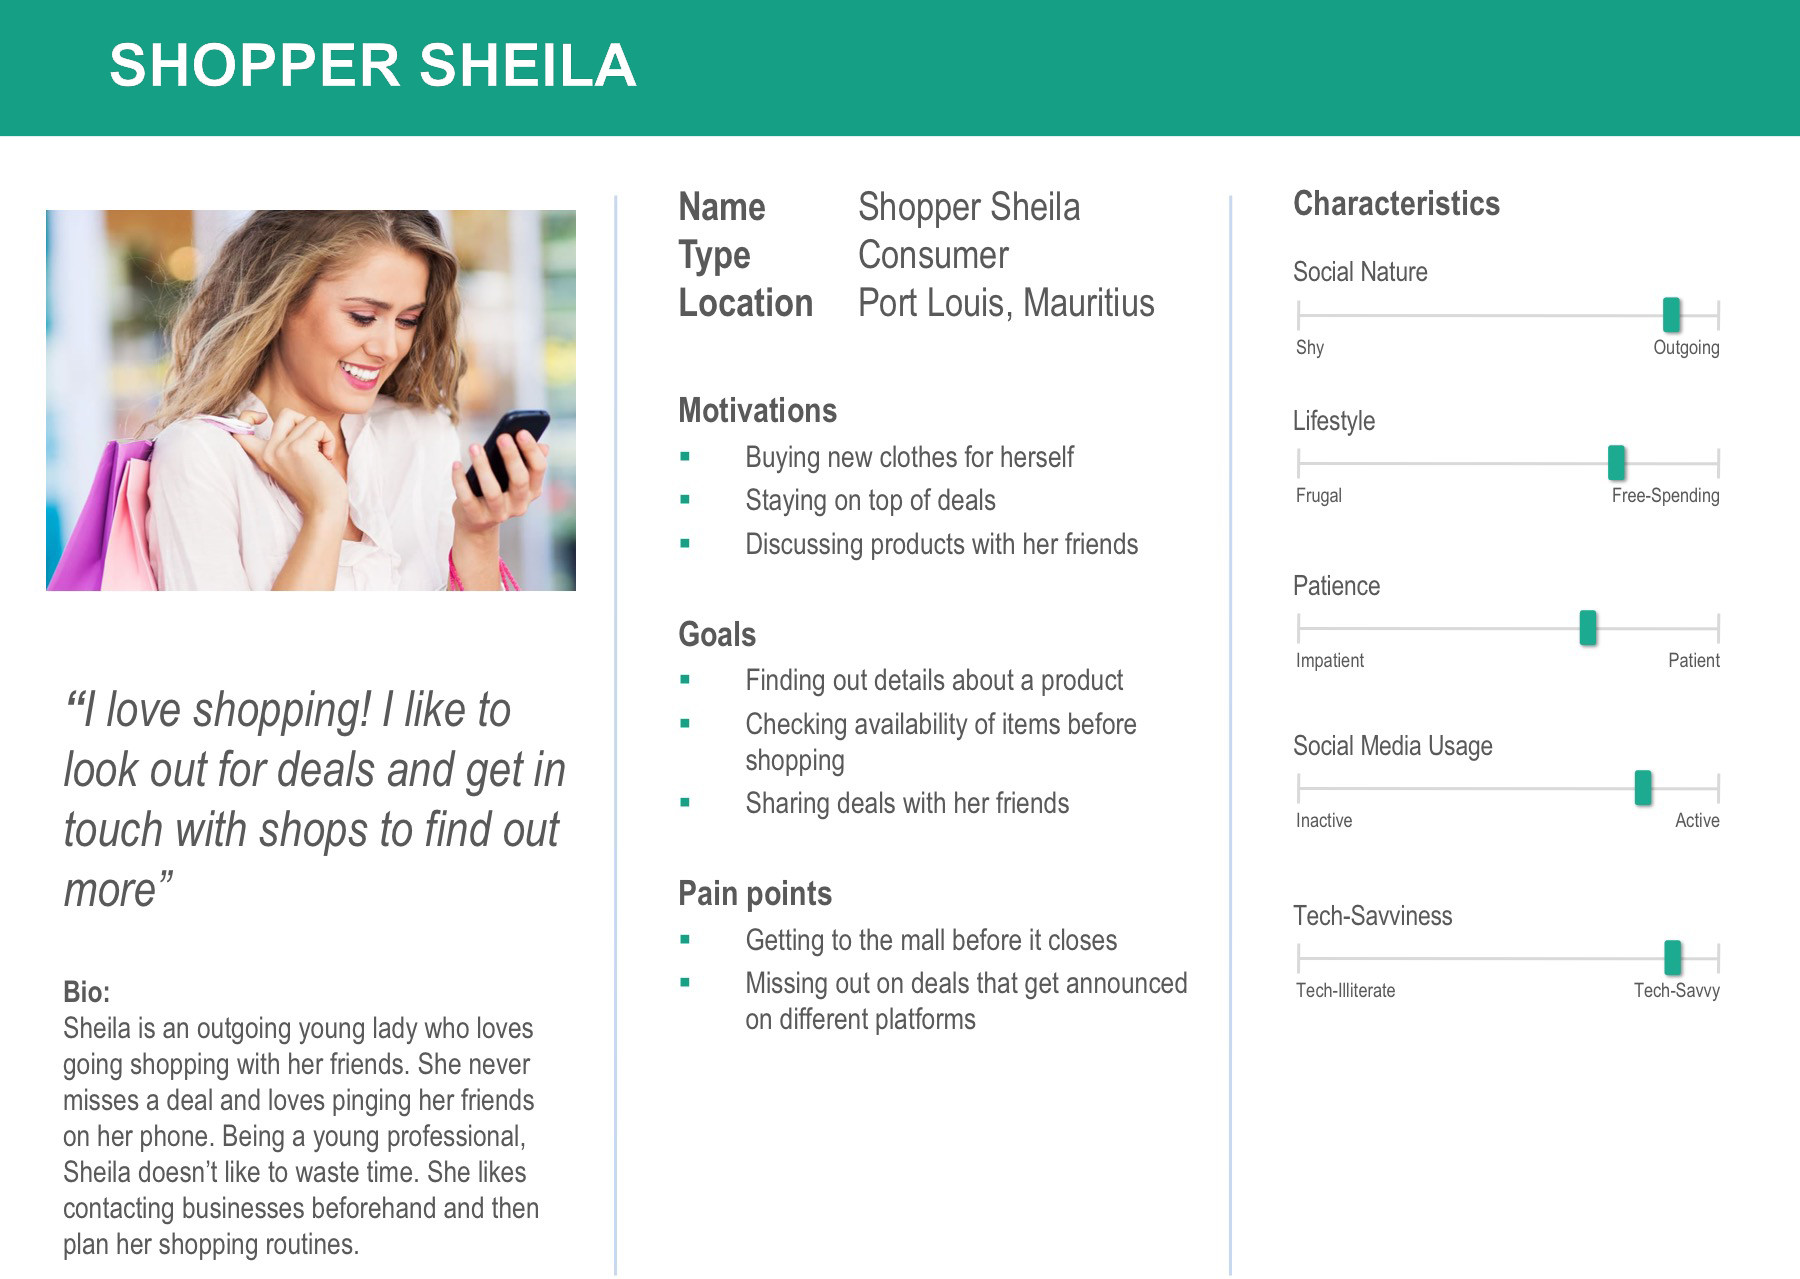 SHOPPER SHEILA
“I love shopping! I like to
look out for deals and get in
touch with shops to find out
more”
Bio:
Sheila is an outgoing young lady who loves
going shopping with her friends. She never
misses a deal and loves pinging her friends
on her phone. Being a young professional,
Sheila doesn’t like to waste time. She likes
contacting businesses beforehand and then
plan her shopping routines.
Name Shopper Sheila
Type Consumer
Location Port Louis, Mauritius
Motivations
▪ Buying new clothes for herself
▪ Staying on top of deals
▪ Discussing products with her friends
Goals
▪ Finding out details about a product
▪ Checking availability of items before
shopping
▪ Sharing deals with her friends
Pain points
▪ Getting to the mall before it closes
▪ Missing out on deals that get announced
on different platforms
Characteristics
Social Nature
Shy Outgoing
Lifestyle
Frugal Free-Spending
Patience
Impatient Patient
Social Media Usage
Inactive Active
Tech-Savviness
Tech-Illiterate Tech-Savvy